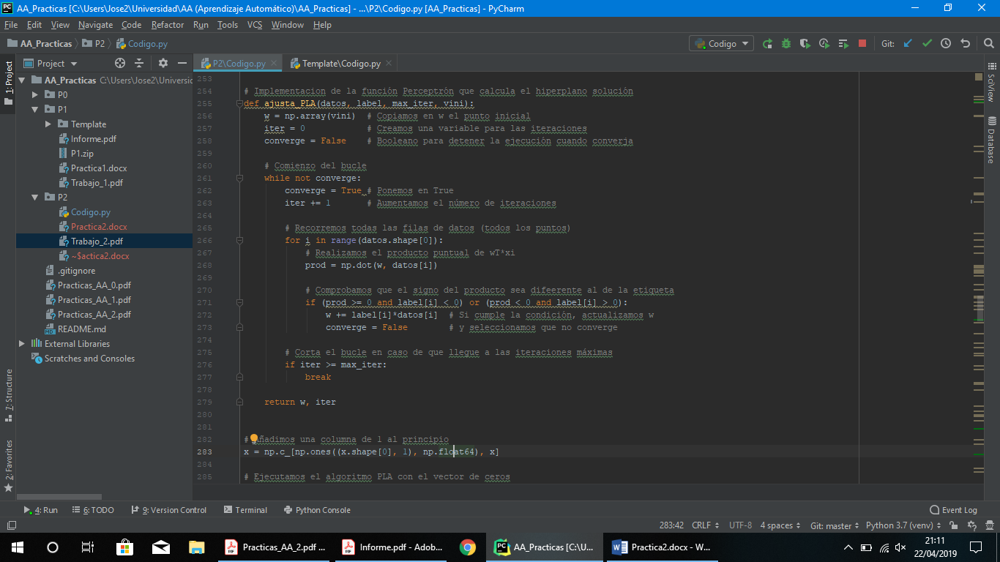 AA_Practicas [C:\Users\Jose2\Universidad\AA (Aprendizaje Automático)\AA_Practicas] - ...\P2\Codigo.py [AA_Practicas] - PyCharm
File Edit View Navigate Code Refactor Run Tools VCS Window Help
AA_Practicas P2 Codigo.py Codigo Git:
Project P2\Codigo.py Template\Codigo.py
1: Project
AA_Practicas C:\Users\Jose2\Universic
P0
P1
Template
Informe.pdf
P1.zip
Practica1.docx
Trabajo_1.pdf
P2
Codigo.py
Practica2.docx
Trabajo_2.pdf
~$actica2.docx
.gitignore
Practicas_AA_0.pdf
Practicas_AA_1.pdf
Practicas_AA_2.pdf
README.md
External Libraries
Scratches and Consoles
7: Structure
2: Favorites
253
254 # Implementacion de la función Perceptrón que calcula el hiperplano solución
255 def ajusta_PLA(datos, label, max_iter, vini):
256 w = np.array(vini) # Copiamos en w el punto inicial
257 iter = 0 # Creamos una variable para las iteraciones
258 converge = False # Booleano para detener la ejecución cuando converja
259
260 # Comienzo del bucle
261 while not converge:
262 converge = True # Ponemos en True
263 iter += 1 # Aumentamos el número de iteraciones
264
265 # Recorremos todas las filas de datos (todos los puntos)
266 for i in range(datos.shape[0]):
267 # Realizamos el producto puntual de wT*xi
268 prod = np.dot(w, datos[i])
269
270 # Comprobamos que el signo del producto sea difeerente al de la etiqueta
271 if (prod >= 0 and label[i] < 0) or (prod < 0 and label[i] > 0):
272 w += label[i]*datos[i] # Si cumple la condición, actualizamos w
273 converge = False # y seleccionamos que no converge
274
275 # Corta el bucle en caso de que llegue a las iteraciones máximas
276 if iter >= max_iter:
277 break
278
279 return w, iter
280
281
282 # Añadimos una columna de 1 al principio
283 x = np.c_[np.ones((x.shape[0], 1), np.float64), x]
284
285 # Ejecutamos el algoritmo PLA con el vector de ceros
SciView
Database
4: Run 6: TODO 9: Version Control Terminal Python Console Event Log
283:42 CRLF UTF-8 4 spaces Git: master Python 3.7 (venv)
Practicas_AA_2.pdf ... Informe.pdf - Adob... AA_Practicas [C:\U... Practica2.docx - W...
21:11
22/04/2019